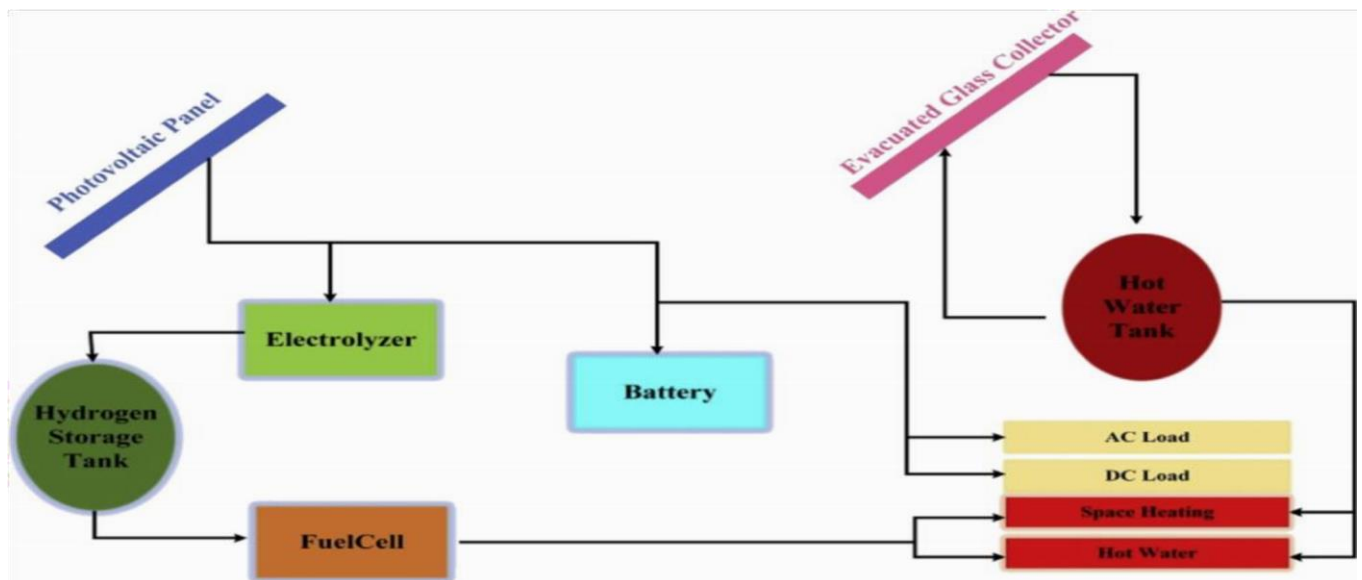 Photovoltaic Panel
Evacuated Glass Collector
Hot
Water
Tank
Electrolyzer
Battery
Hydrogen
Storage
Tank
FuelCell
AC Load
DC Load
Space Heating
Hot Water